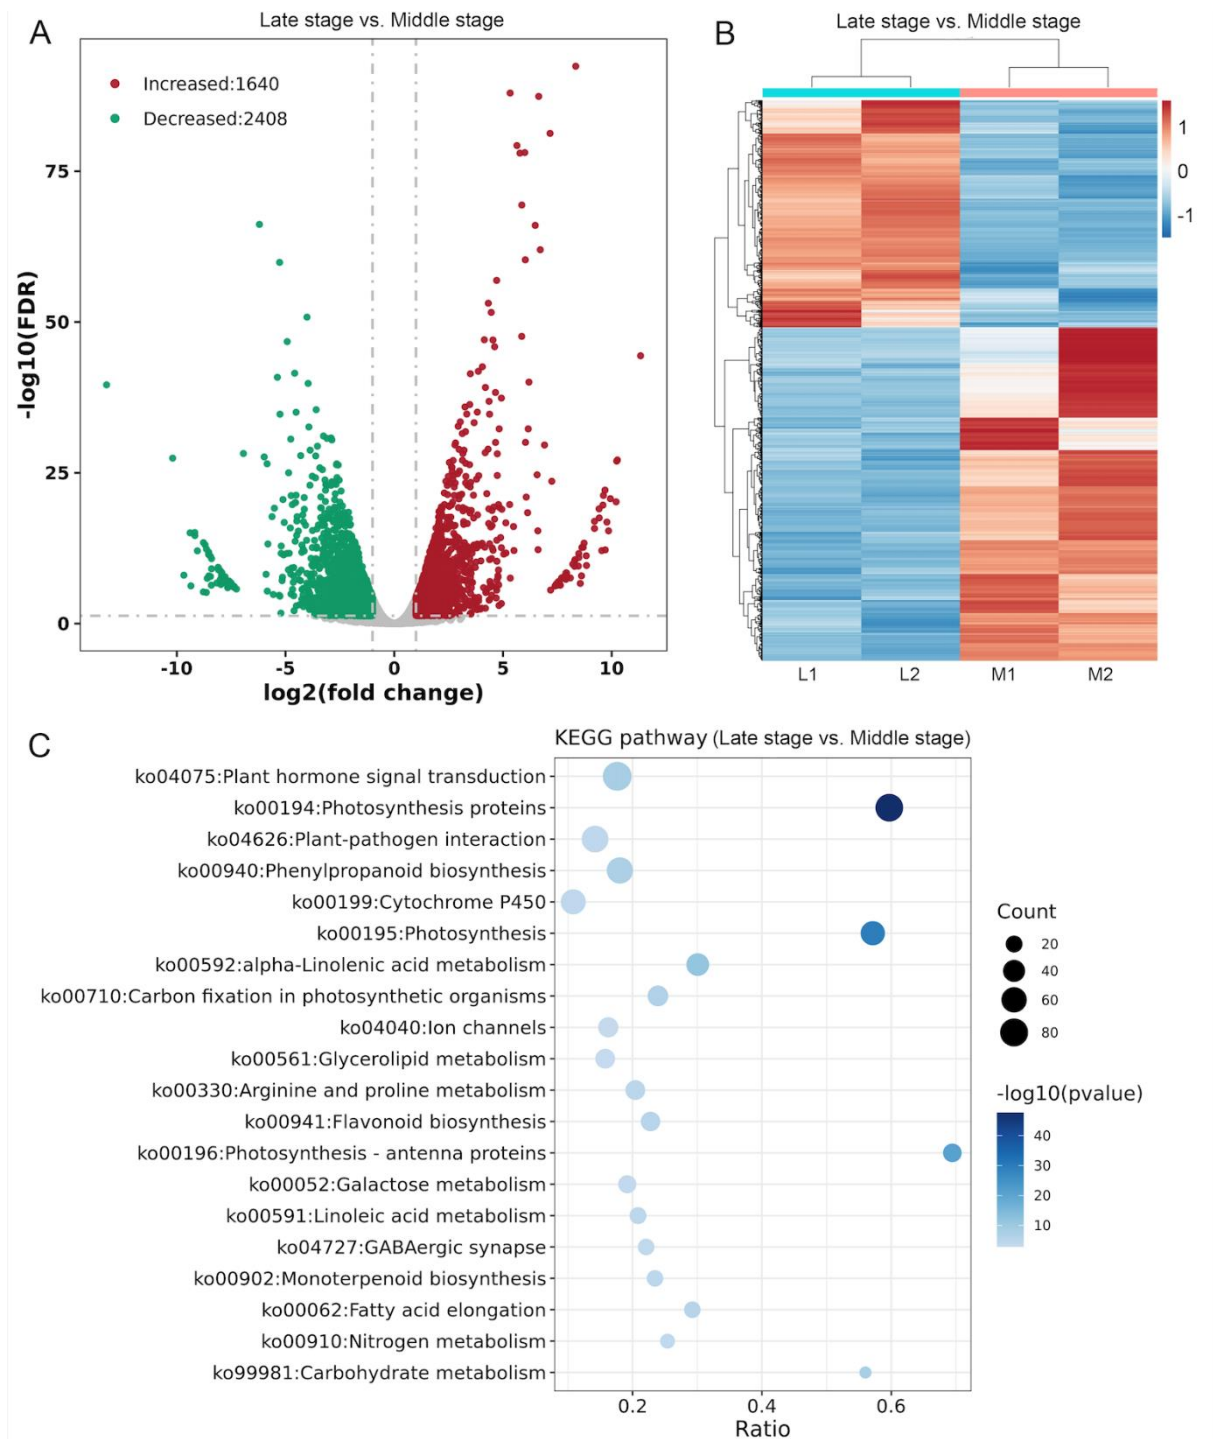 A
Late stage vs. Middle stage
Increased:1640
Decreased:2408
-log10(FDR)
75
50
25
0
-10
-5
0
5
10
log2(fold change)
B
Late stage vs. Middle stage
1
0
-1
L1
L2
M1
M2
C
KEGG pathway (Late stage vs. Middle stage)
ko04075:Plant hormone signal transduction
ko00194:Photosynthesis proteins
ko04626:Plant-pathogen interaction
ko00940:Phenylpropanoid biosynthesis
ko00199:Cytochrome P450
ko00195:Photosynthesis
ko00592:alpha-Linolenic acid metabolism
ko00710:Carbon fixation in photosynthetic organisms
ko04040:Ion channels
ko00561:Glycerolipid metabolism
ko00330:Arginine and proline metabolism
ko00941:Flavonoid biosynthesis
ko00196:Photosynthesis - antenna proteins
ko00052:Galactose metabolism
ko00591:Linoleic acid metabolism
ko04727:GABAergic synapse
ko00902:Monoterpenoid biosynthesis
ko00062:Fatty acid elongation
ko00910:Nitrogen metabolism
ko99981:Carbohydrate metabolism
0.2
0.4
0.6
Ratio
Count
20
40
60
80
-log10(pvalue)
40
30
20
10